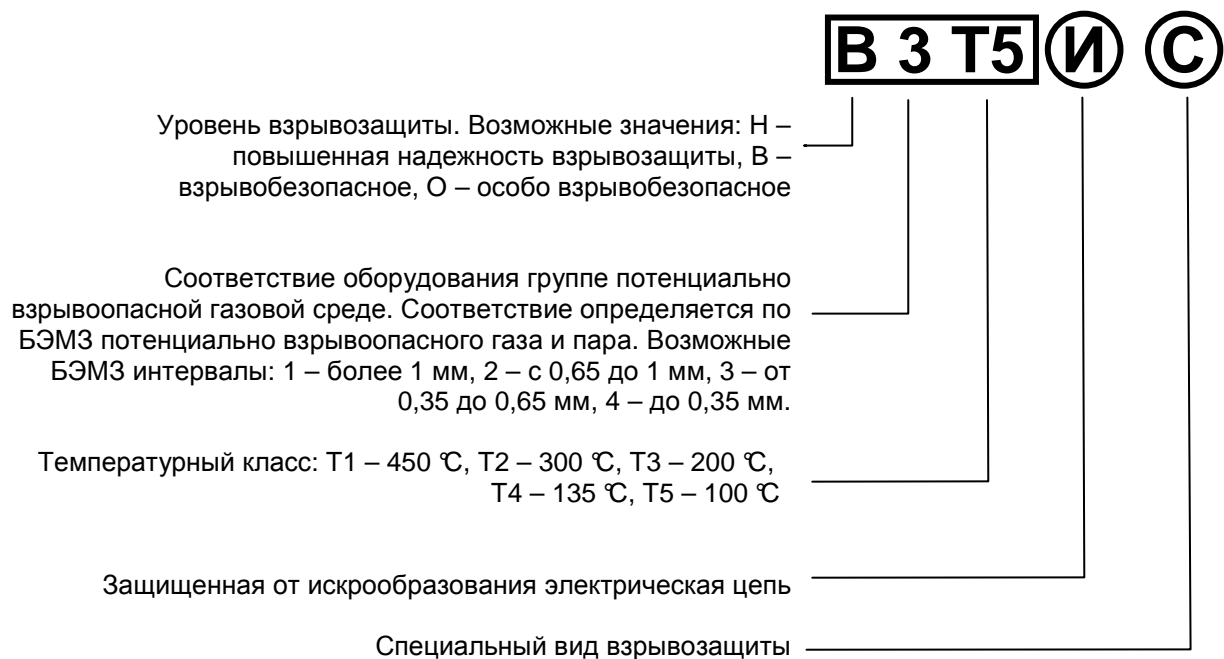 В 3 Т5 И С
Уровень взрывозащиты. Возможные значения: Н –
повышенная надежность взрывозащиты, В –
взрывобезопасное, О – особо взрывобезопасное
Соответствие оборудования группе потенциально
взрывоопасной газовой среде. Соответствие определяется по
БЭМЗ потенциально взрывоопасного газа и пара. Возможные
БЭМЗ интервалы: 1 – более 1 мм, 2 – с 0,65 до 1 мм, 3 – от
0,35 до 0,65 мм, 4 – до 0,35 мм.
Температурный класс: Т1 – 450 ℃, Т2 – 300 ℃, Т3 – 200 ℃,
Т4 – 135 ℃, Т5 – 100 ℃
Защищенная от искрообразования электрическая цепь
Специальный вид взрывозащиты